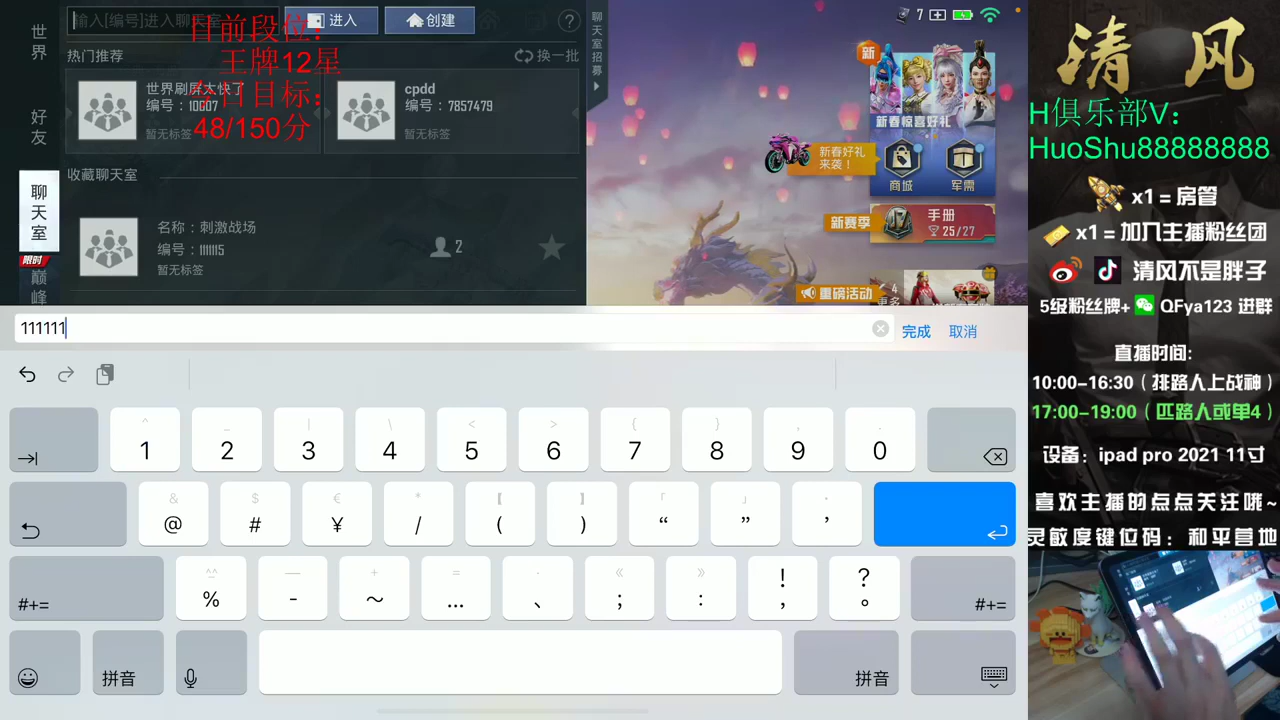 世界
好友
聊天室
限时
巅峰
输入[编号]进入聊天室
进入
创建
?
目前段位：
王牌12星
今日目标：
48/150分
热门推荐
换一批
世界刷屏太快了
编号：10007
暂无标签
cpdd
编号：7857479
暂无标签
收藏聊天室
名称：刺激战场
编号：111115
暂无标签
2
聊天室招募
7
新
新春惊喜好礼
新春好礼
来袭！
商城
军需
新赛季
手册
25/27
重磅活动
4
更多
111111
完成
取消
^ _ | \ < > { } , .
1 2 3 4 5 6 7 8 9 0
& $ € * [ ] 「 」 ·
@ # ¥ / ( ) “ ” ’
^^ — + = · 《 》 ! ?
#+= % - ～ ... 、 ; : , 。 #+=
拼音
拼音
清 风
H俱乐部V：
HuoShu88888888
x1 = 房管
x1 = 加入主播粉丝团
清风不是胖子
5级粉丝牌+ QFya123 进群
直播时间：
10:00-16:30（排路人上战神）
17:00-19:00（匹路人或单4）
设备：ipad pro 2021 11寸
喜欢主播的点点关注哦~
灵敏度键位码：和平营地